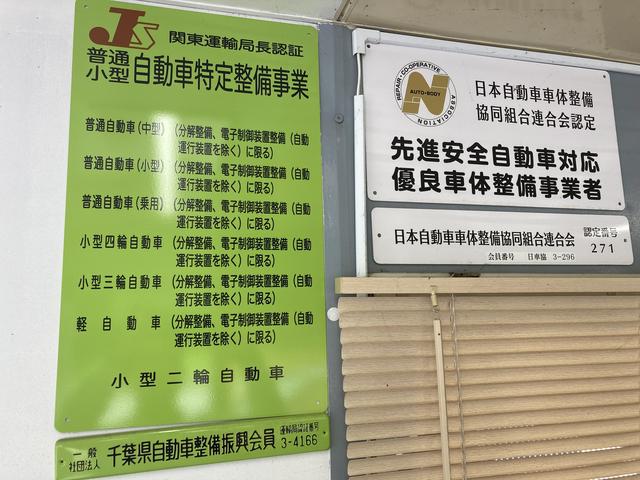 JS
関東運輸局長認証
普通
小型
自動車特定整備事業
普通自動車(中型)(分解整備、電子制御装置整備(自動
運行装置を除く)に限る)
普通自動車(小型)(分解整備、電子制御装置整備(自動
運行装置を除く)に限る)
普通自動車(乗用)(分解整備、電子制御装置整備(自動
運行装置を除く)に限る)
小型四輪自動車(分解整備、電子制御装置整備(自動
運行装置を除く)に限る)
小型三輪自動車(分解整備、電子制御装置整備(自動
運行装置を除く)に限る)
軽自動車(分解整備、電子制御装置整備(自動
運行装置を除く)に限る)
小型二輪自動車
一般
社団法人
千葉県自動車整備振興会員
運輸局認証番号
3-4166
REPAIR・CO-OPERATIVE
AUTO・BODY
ASSOCIATION
N
日本自動車車体整備
協同組合連合会認定
先進安全自動車対応
優良車体整備事業者
日本自動車車体整備協同組合連合会
認定番号
271
会員番号 日車協 3-296